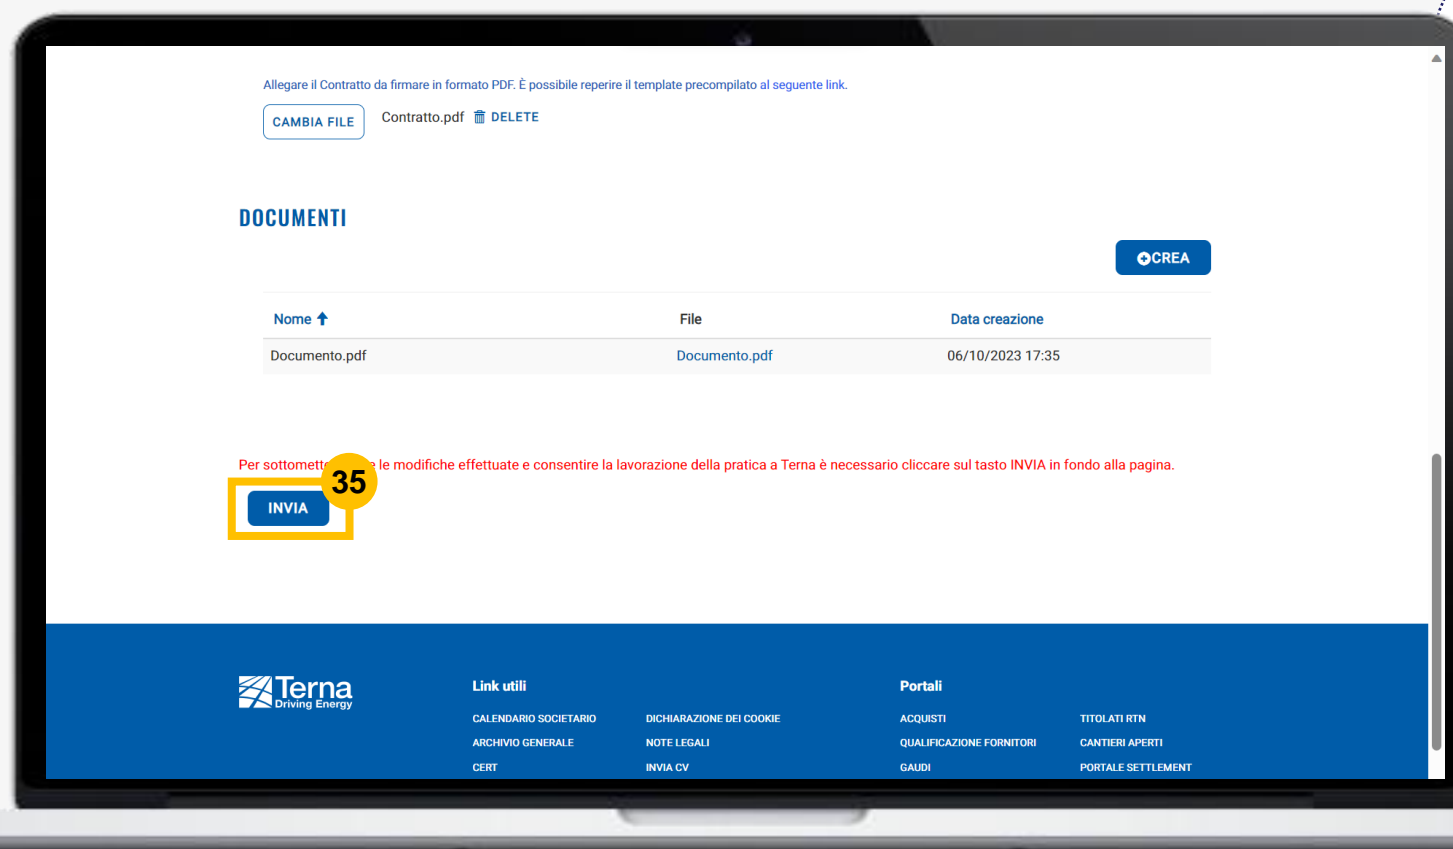 Allegare il Contratto da firmare in formato PDF. È possibile reperire il template precompilato al seguente link.
CAMBIA FILE Contratto.pdf DELETE
DOCUMENTI
CREA
Nome File Data creazione
Documento.pdf Documento.pdf 06/10/2023 17:35
Per le modifiche effettuate e consentire la lavorazione della pratica a Terna è necessario cliccare sul tasto INVIA in fondo alla pagina.
35
INVIA
Terna
Driving Energy
Link utili
CALENDARIO SOCIETARIO DICHIARAZIONE DEI COOKIE
ARCHIVIO GENERALE NOTE LEGALI
CERT INVIA CV
Portali
ACQUISTI TITOLATI RTN
QUALIFICAZIONE FORNITORI CANTIERI APERTI
GAUDI PORTALE SETTLEMENT